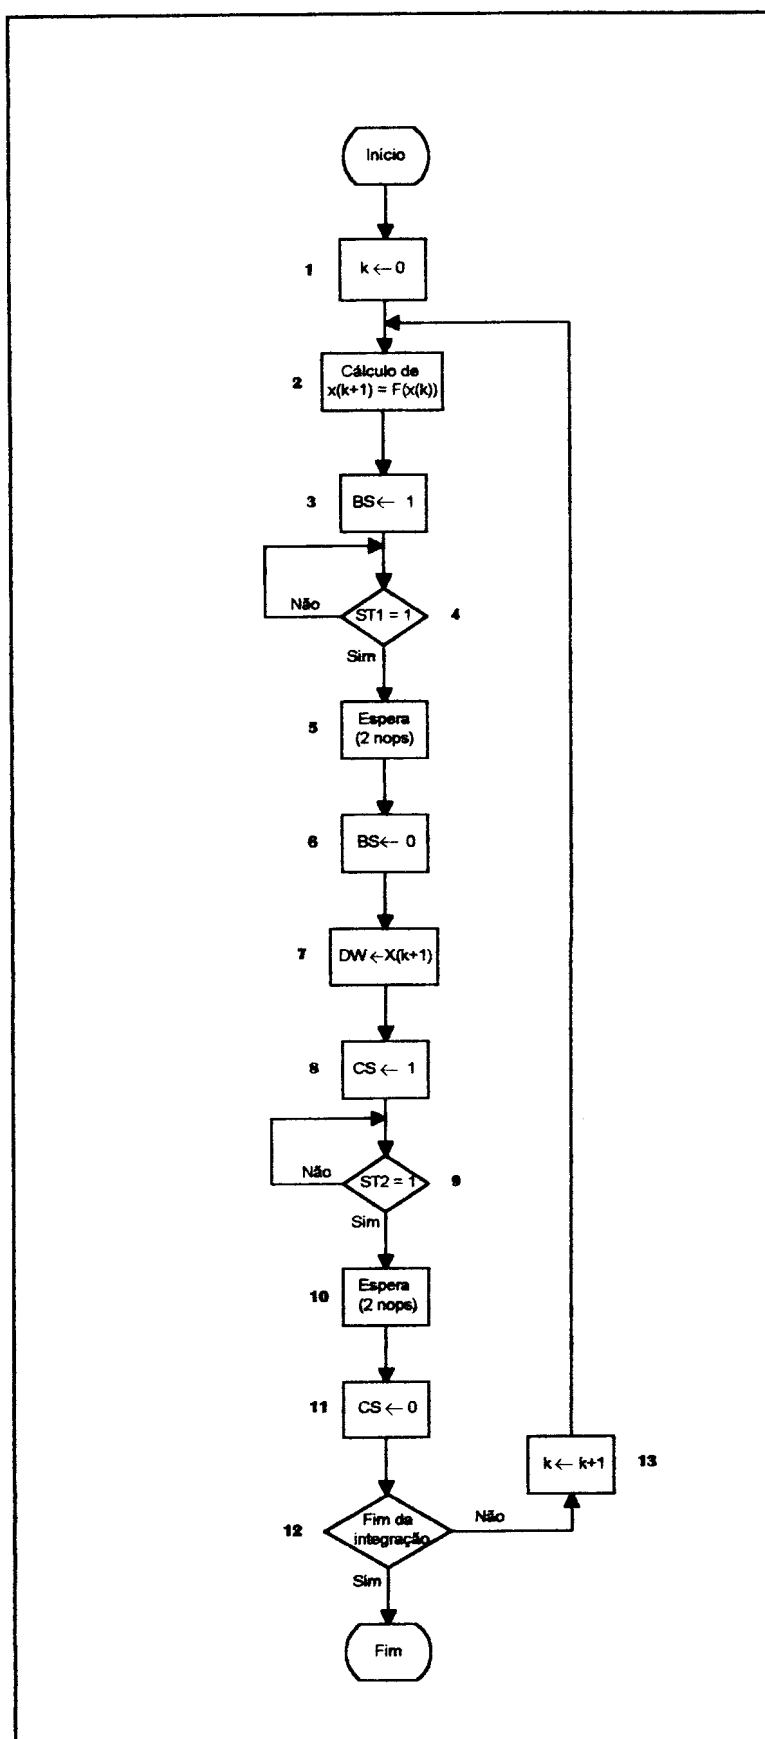 Início
1
k ← 0
2
Cálculo de
x(k+1) = F(x(k))
3
BS ← 1
Não
ST1 = 1
4
Sim
5
Espera
(2 nops)
6
BS ← 0
7
DW ← X(k+1)
8
CS ← 1
Não
ST2 = 1
9
Sim
10
Espera
(2 nops)
11
CS ← 0
k ← k+1
13
12
Fim da
integração
Não
Sim
Fim